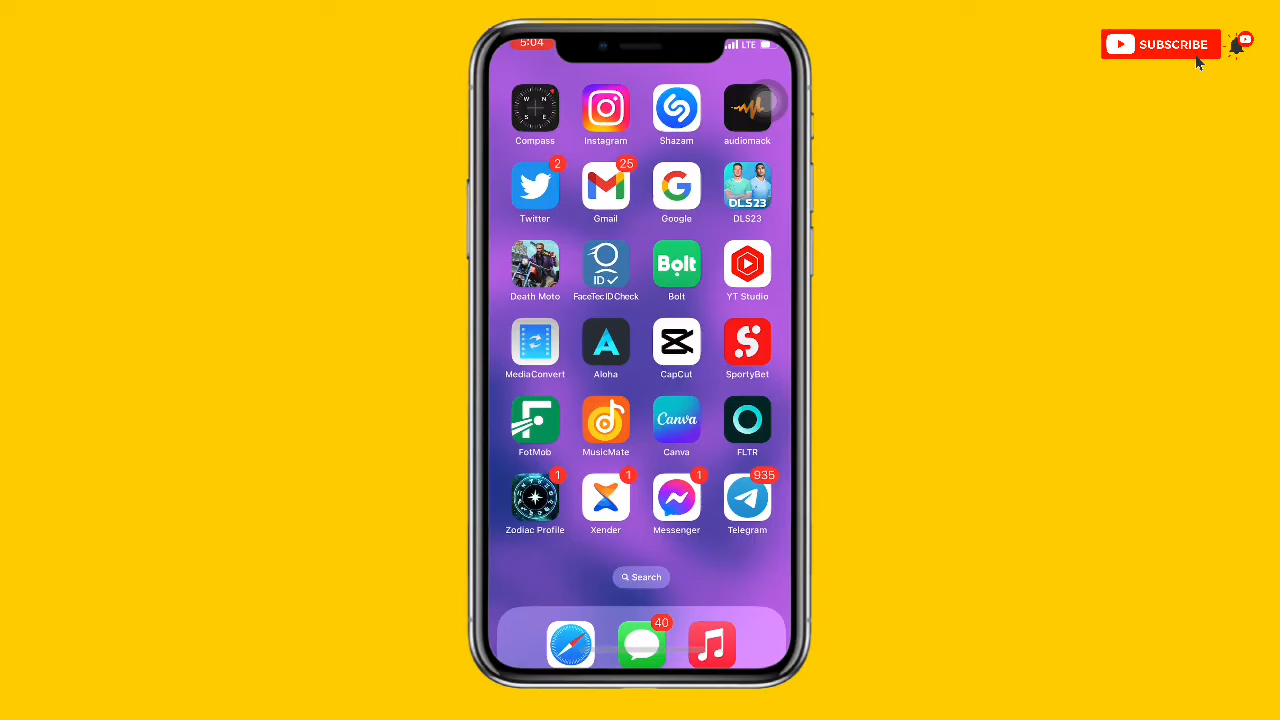 5:04
LTE
SUBSCRIBE
W N
S E
Compass
Instagram
Shazam
audiomack
2
25
DLS23
Twitter
Gmail
Google
DLS23
ID
Bolt
Death Moto
FaceTecIDCheck
Bolt
YT Studio
MediaConvert
Aloha
CapCut
SportyBet
Canva
FotMob
MusicMate
Canva
FLTR
1
1
1
935
Zodiac Profile
Xender
Messenger
Telegram
Search
40